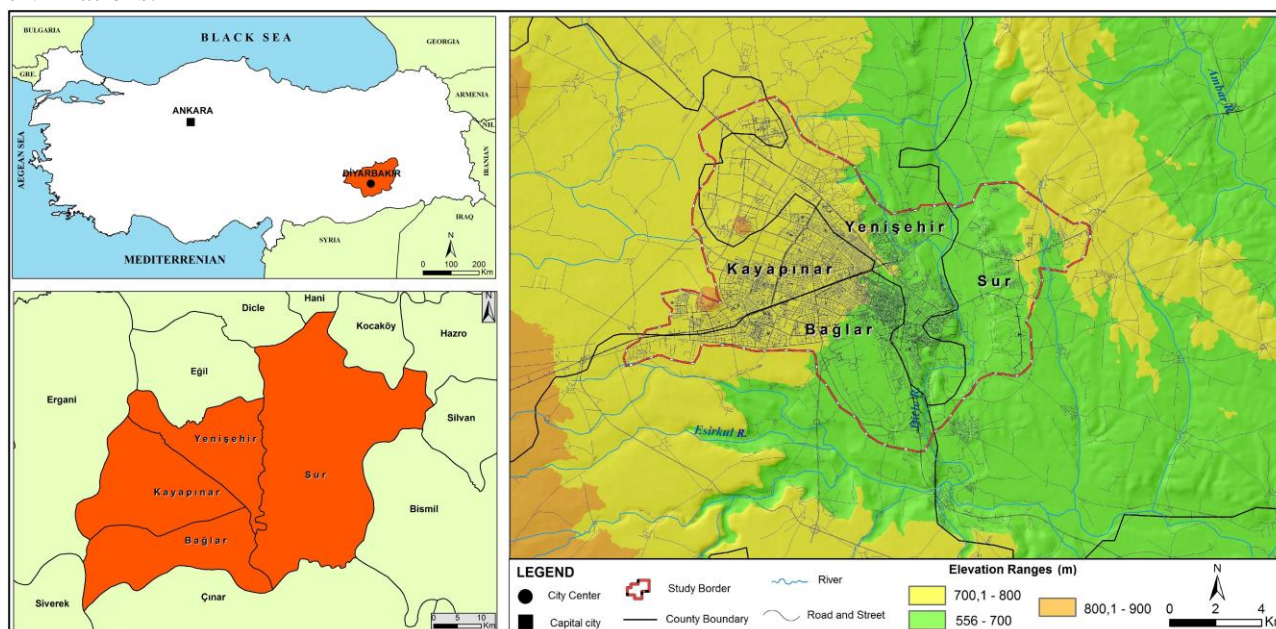 BULGARIA
BLACK SEA
GEORGIA
GRE.
ANKARA
ARMENIA
NIL.
AEGEAN SEA
DİYARBAKIR
IRANIAN
IRAQ
SYRIA
MEDITERRENIAN
N
0 100 200
Km
Hani
Dicle
Kocaköy
Hazro
N
Eğil
Ergani
Silvan
Yenişehir
Sur
Kayapınar
Bismil
Bağlar
Çınar
Siverek
0 5 10
Km
Ambar R.
Yenişehir
Kayapınar
Sur
Bağlar
Esirkul R.
LEGEND
City Center
Capital city
Study Border
County Boundary
River
Road and Street
Elevation Ranges (m)
700,1 - 800
556 - 700
800,1 - 900
N
0 2 4
Km